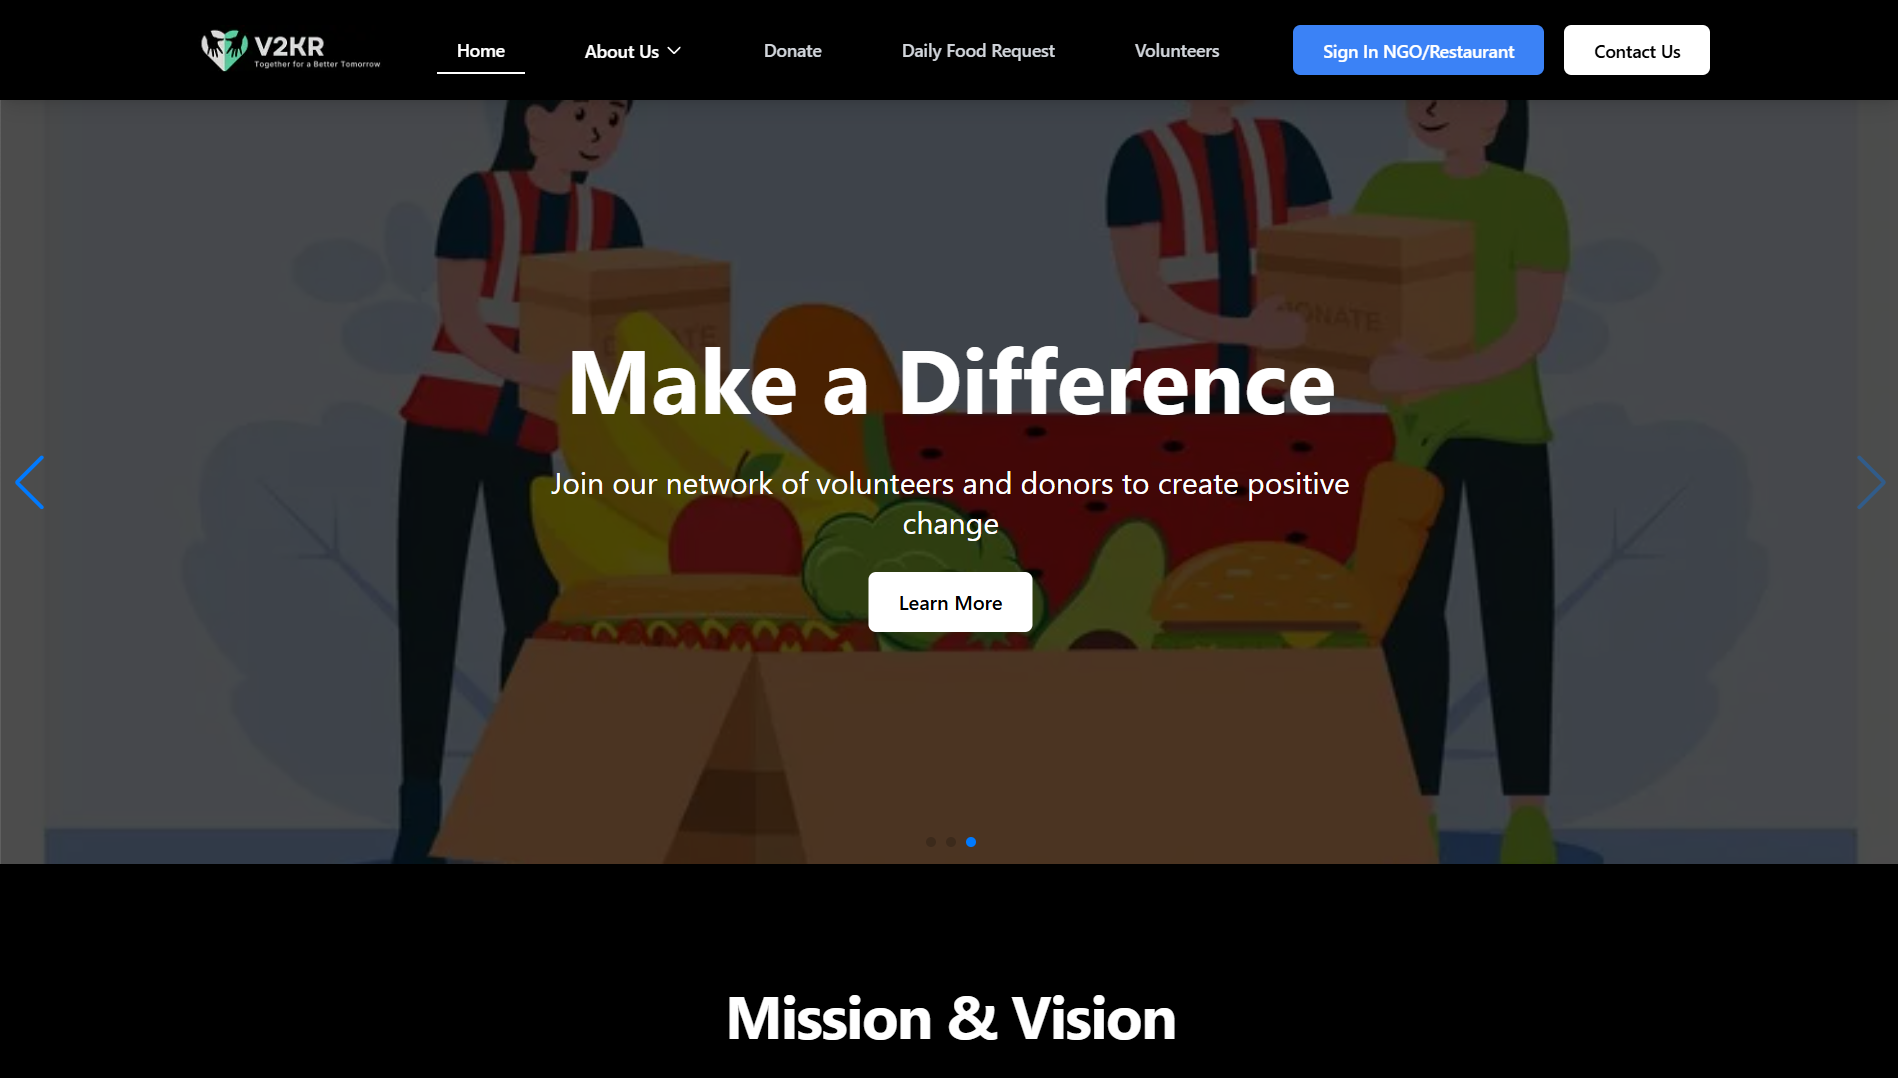 V2KR
Together for a Better Tomorrow
Home
About Us
Donate
Daily Food Request
Volunteers
Sign In NGO/Restaurant
Contact Us
DONATE
DONATE
Make a Difference
Join our network of volunteers and donors to create positive
change
Learn More
Mission & Vision